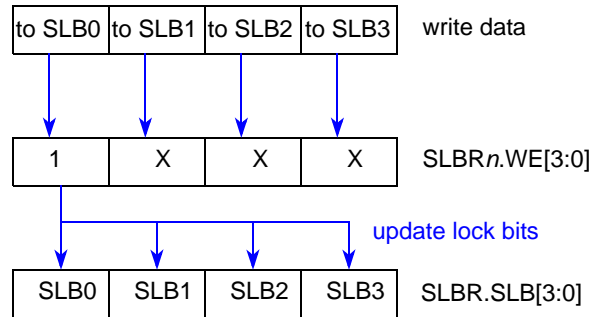 to SLB0 to SLB1 to SLB2 to SLB3 write data
1 X X X SLBRn.WE[3:0]
update lock bits
SLB0 SLB1 SLB2 SLB3 SLBR.SLB[3:0]